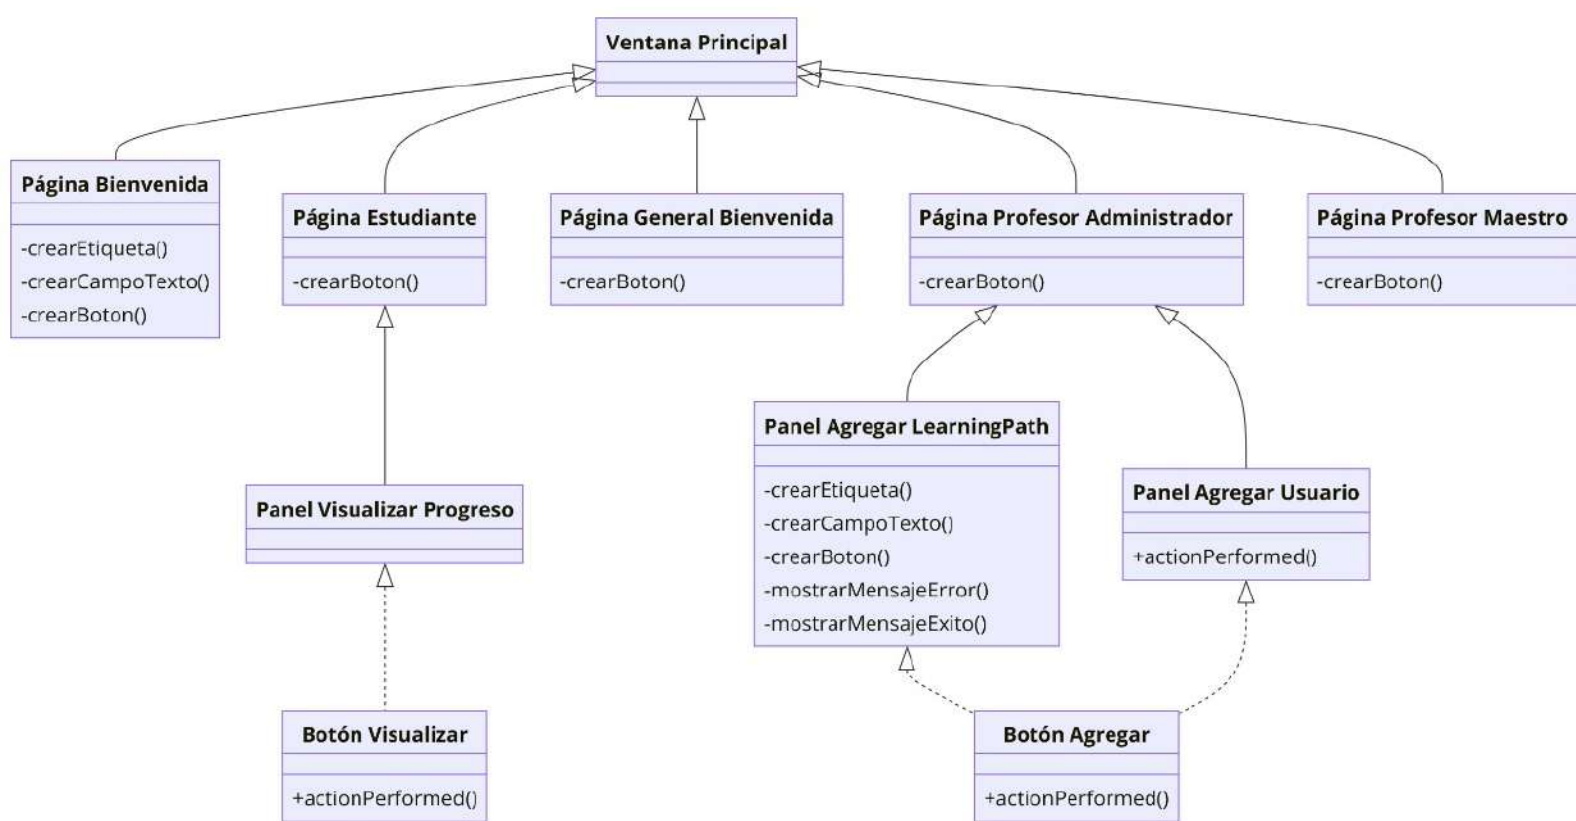 Ventana Principal
Página Bienvenida
-crearEtiqueta()
-crearCampoTexto()
-crearBoton()
Página Estudiante
-crearBoton()
Página General Bienvenida
-crearBoton()
Página Profesor Administrador
-crearBoton()
Página Profesor Maestro
-crearBoton()
Panel Visualizar Progreso
Panel Agregar LearningPath
-crearEtiqueta()
-crearCampoTexto()
-crearBoton()
-mostrarMensajeError()
-mostrarMensajeExito()
Panel Agregar Usuario
+actionPerformed()
Botón Visualizar
+actionPerformed()
Botón Agregar
+actionPerformed()